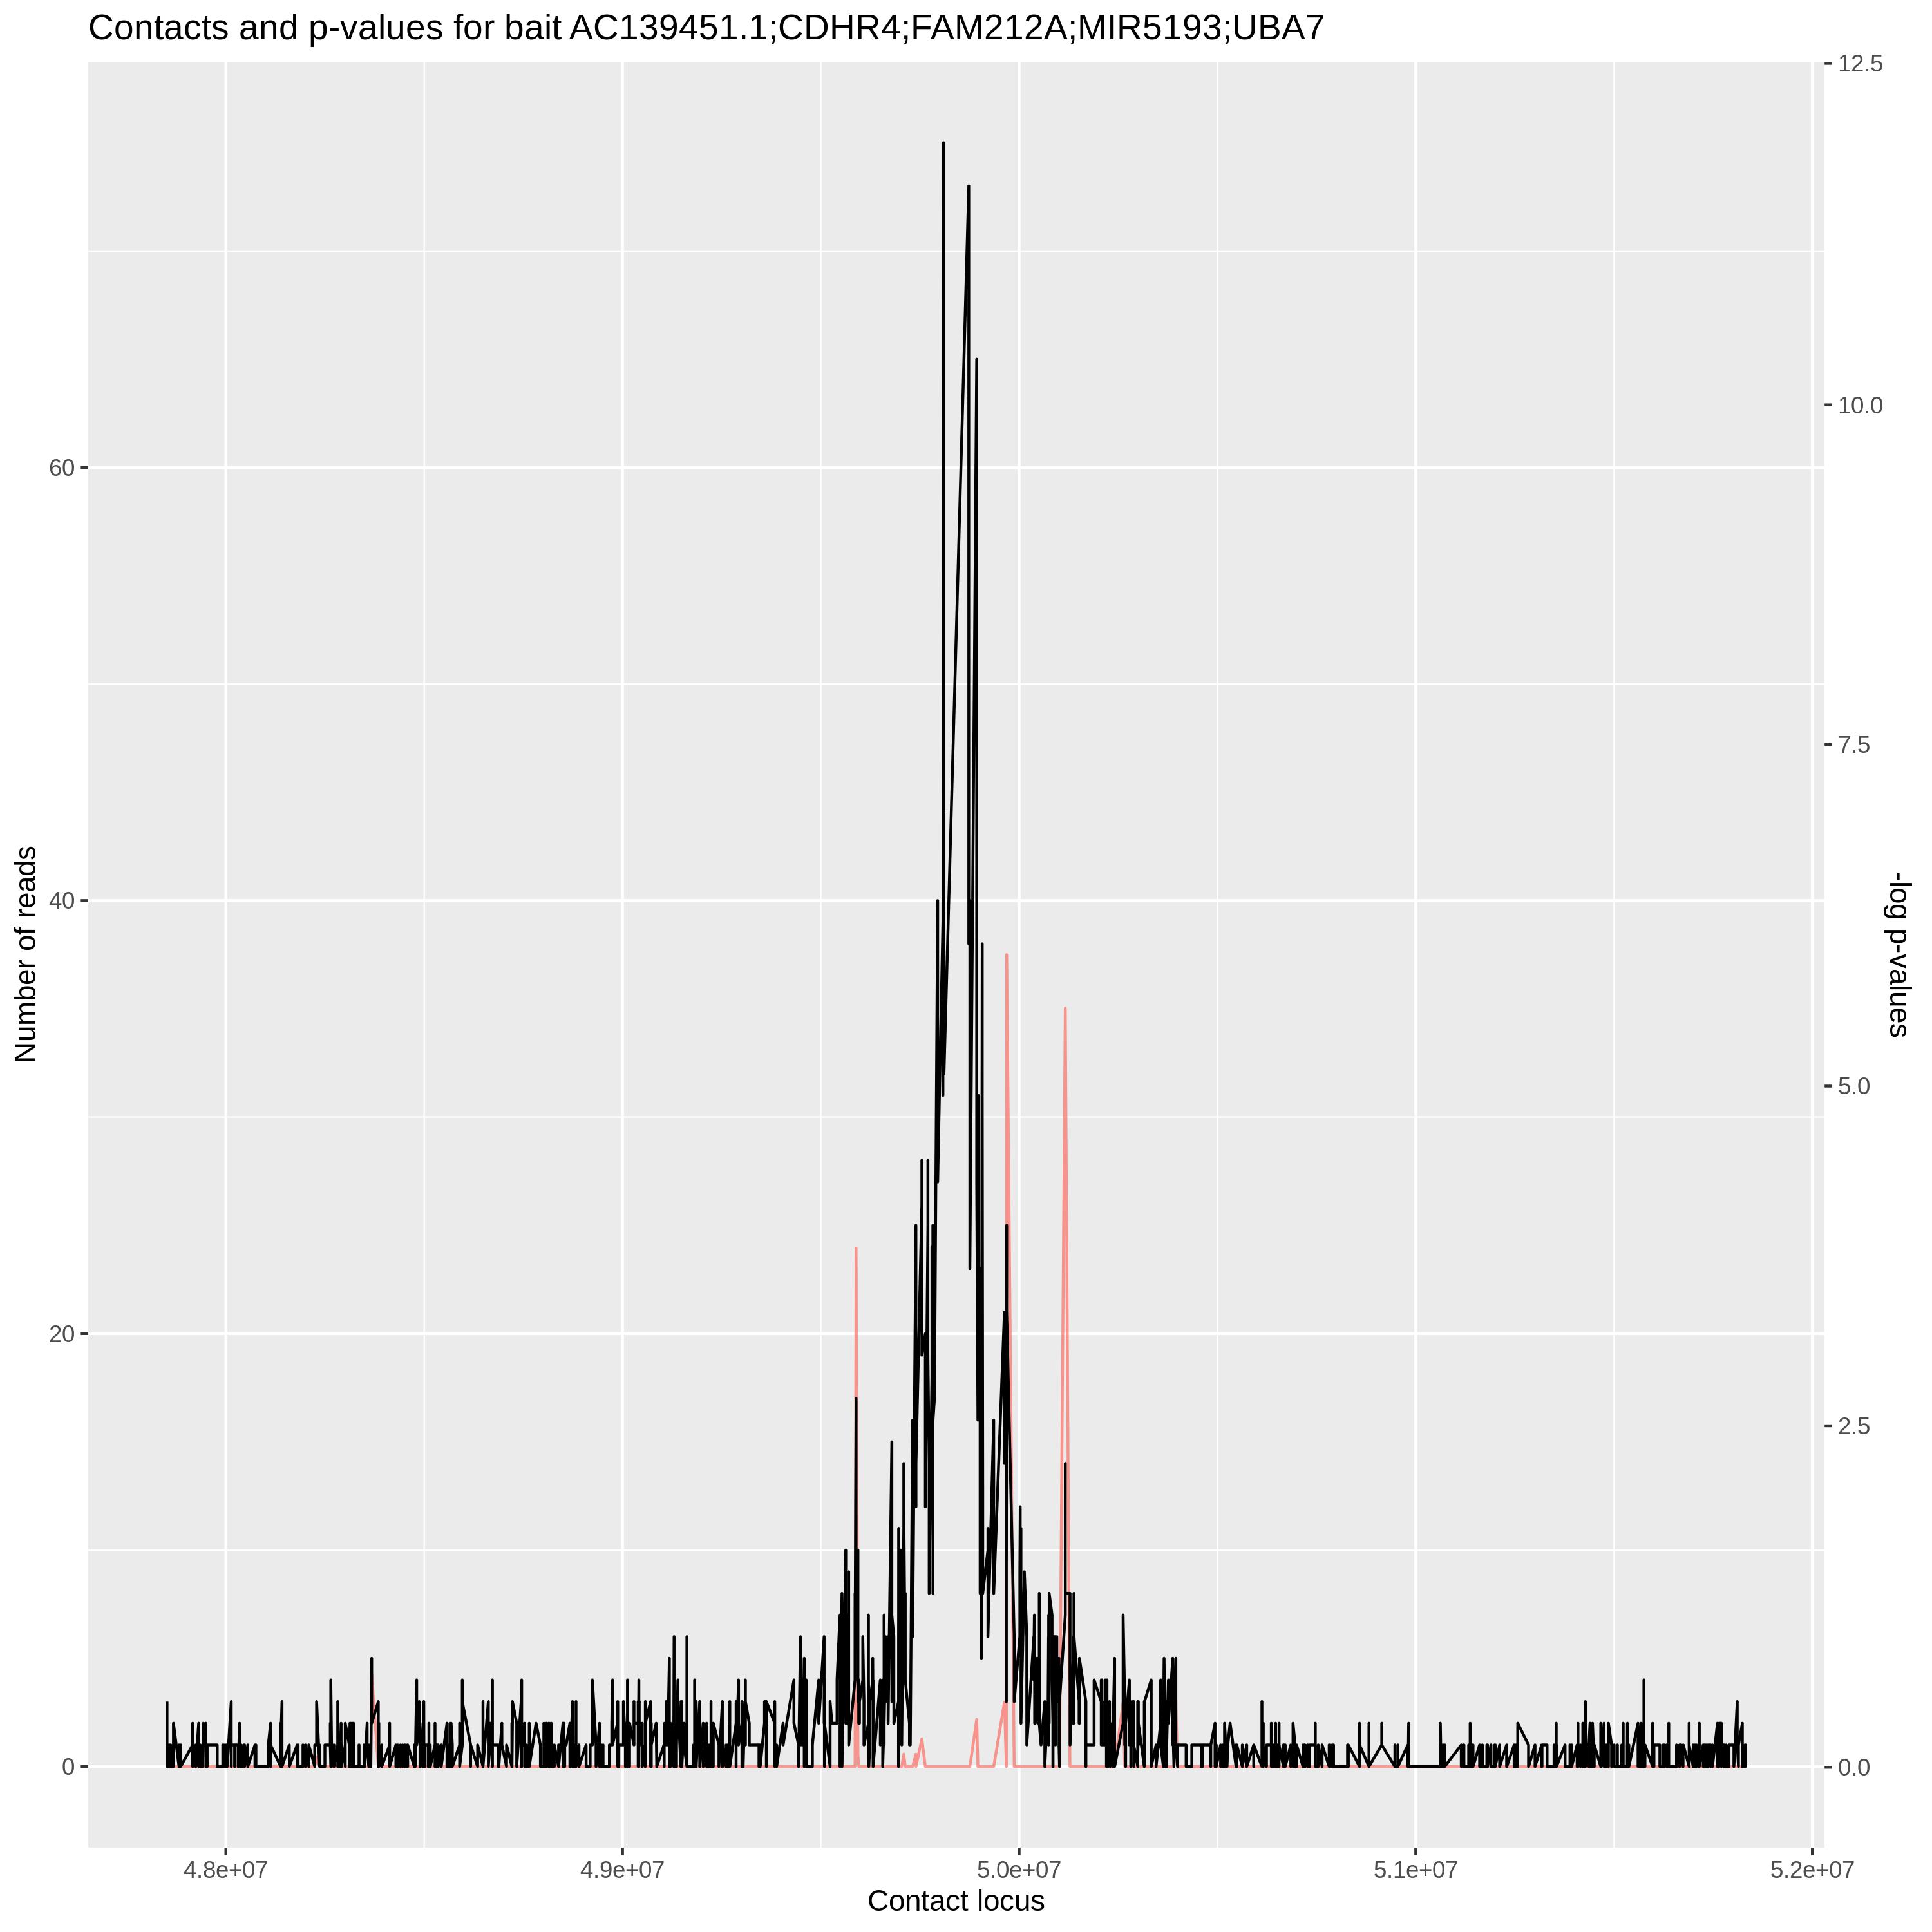 Contacts and p-values for bait AC139451.1;CDHR4;FAM212A;MIR5193;UBA7
12.5
10.0
7.5
5.0
2.5
0.0
-log p-values
60
40
20
0
Number of reads
4.8e+07 4.9e+07 5.0e+07 5.1e+07 5.2e+07
Contact locus